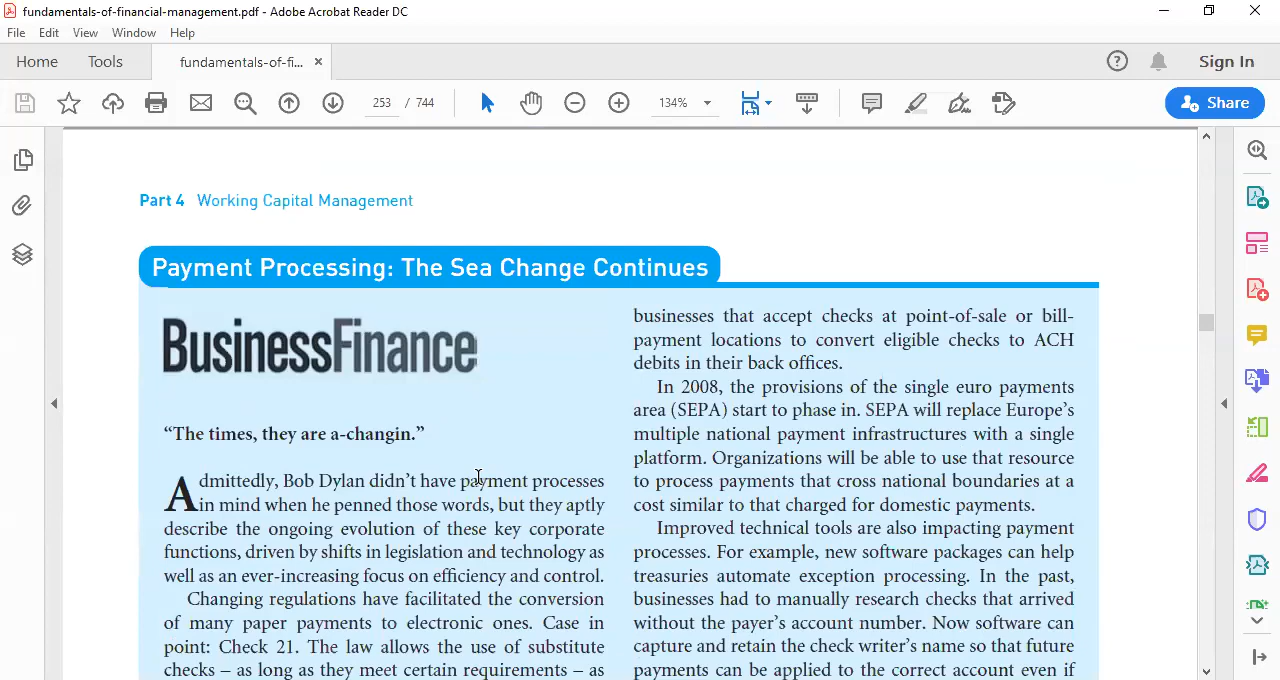 fundamentals-of-financial-management.pdf - Adobe Acrobat Reader DC
File Edit View Window Help
Home Tools fundamentals-of-fi... Sign In
253 / 744 134% Share
Part 4 Working Capital Management
Payment Processing: The Sea Change Continues
BusinessFinance
“The times, they are a-changin.”
Admittedly, Bob Dylan didn’t have payment processes
in mind when he penned those words, but they aptly
describe the ongoing evolution of these key corporate
functions, driven by shifts in legislation and technology as
well as an ever-increasing focus on efficiency and control.
Changing regulations have facilitated the conversion
of many paper payments to electronic ones. Case in
point: Check 21. The law allows the use of substitute
checks – as long as they meet certain requirements – as
businesses that accept checks at point-of-sale or bill-
payment locations to convert eligible checks to ACH
debits in their back offices.
In 2008, the provisions of the single euro payments
area (SEPA) start to phase in. SEPA will replace Europe’s
multiple national payment infrastructures with a single
platform. Organizations will be able to use that resource
to process payments that cross national boundaries at a
cost similar to that charged for domestic payments.
Improved technical tools are also impacting payment
processes. For example, new software packages can help
treasuries automate exception processing. In the past,
businesses had to manually research checks that arrived
without the payer’s account number. Now software can
capture and retain the check writer’s name so that future
payments can be applied to the correct account even if